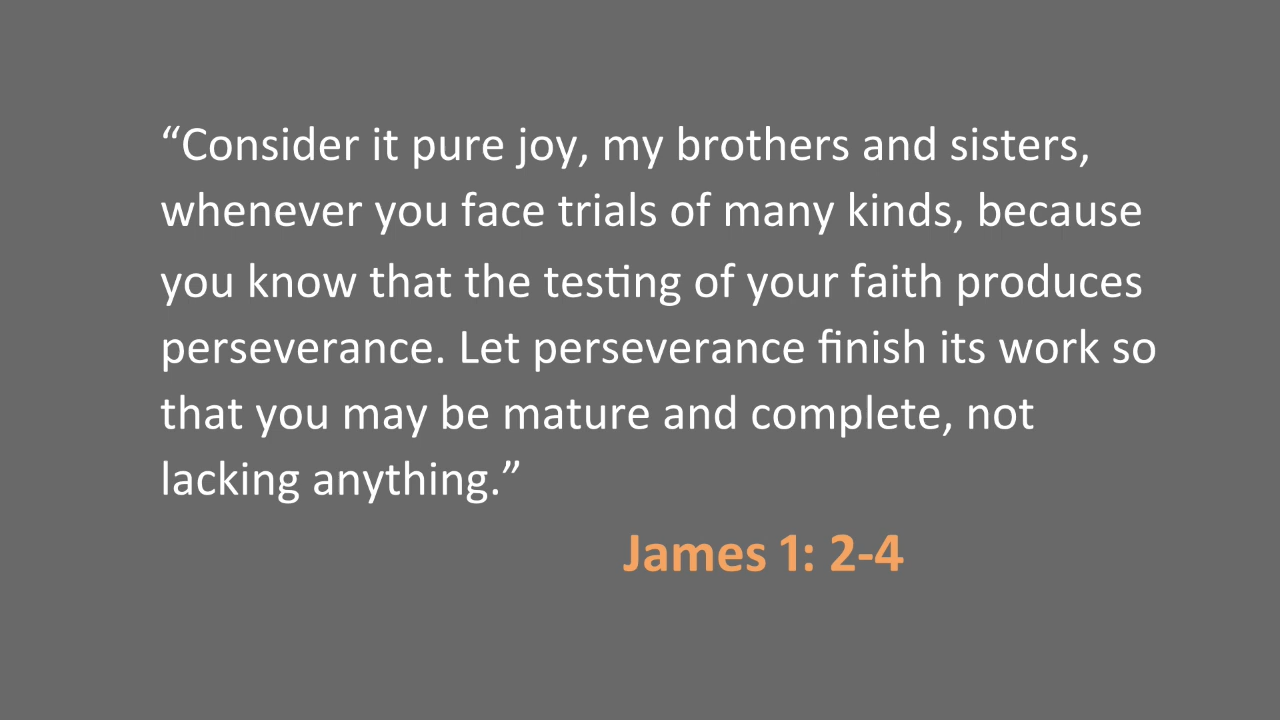 “Consider it pure joy, my brothers and sisters,
whenever you face trials of many kinds, because
you know that the testing of your faith produces
perseverance. Let perseverance finish its work so
that you may be mature and complete, not
lacking anything.”
James 1: 2-4